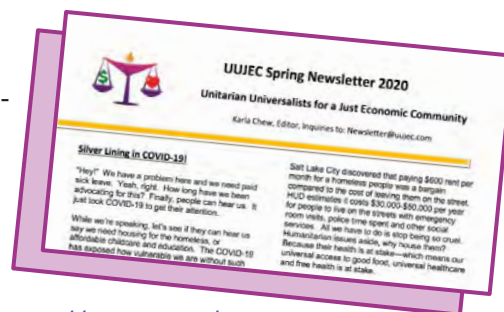 -
UUJEC Spring Newsletter 2020
Unitarian Universalists for a Just Economic Community
Karla Chew, Editor, Inquiries to: Newsletter@uujec.com
Silver Lining in COVID-19!
"Hey!" We have a problem here and we need paid
sick leave. Yeah, right. How long have we been
advocating for this? Finally, people can hear us. It
just took COVID-19 to get their attention.
While we're speaking, let's see if they can hear us
say we need housing for the homeless, or
affordable childcare and education. The COVID-19
has exposed how vulnerable we are without such
Salt Lake City discovered that paying $600 rent per
month for a homeless people was a bargain
compared to the cost of leaving them on the street.
HUD estimates it costs $30,000-$50,000 per year
for people to live on the streets with emergency
room visits, police time spent and other social
services. All we have to do is stop being so cruel.
Humanitarian issues aside, why house them?
Because their health is at stake—which means our
universal access to good food, universal healthcare
and free health is at stake.